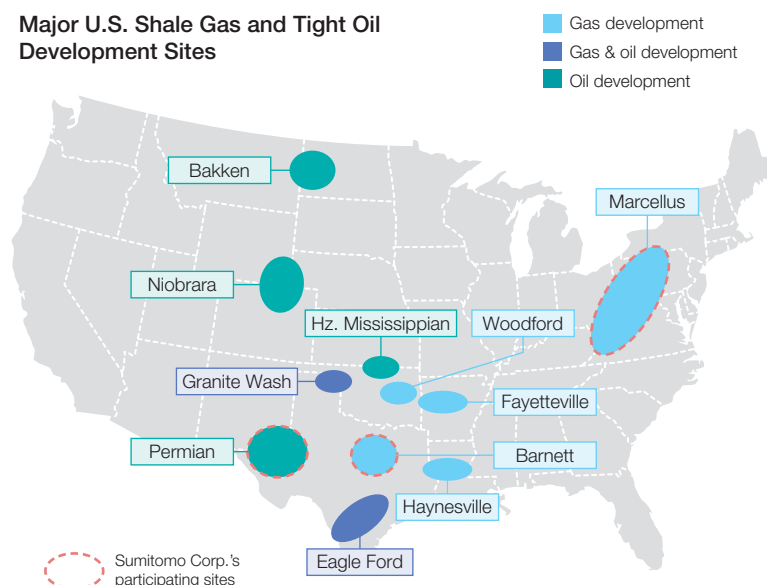 Major U.S. Shale Gas and Tight Oil
Development Sites
Gas development
Gas & oil development
Oil development
Bakken
Marcellus
Niobrara
Hz. Mississippian
Woodford
Granite Wash
Fayetteville
Permian
Barnett
Haynesville
Eagle Ford
Sumitomo Corp.'s
participating sites